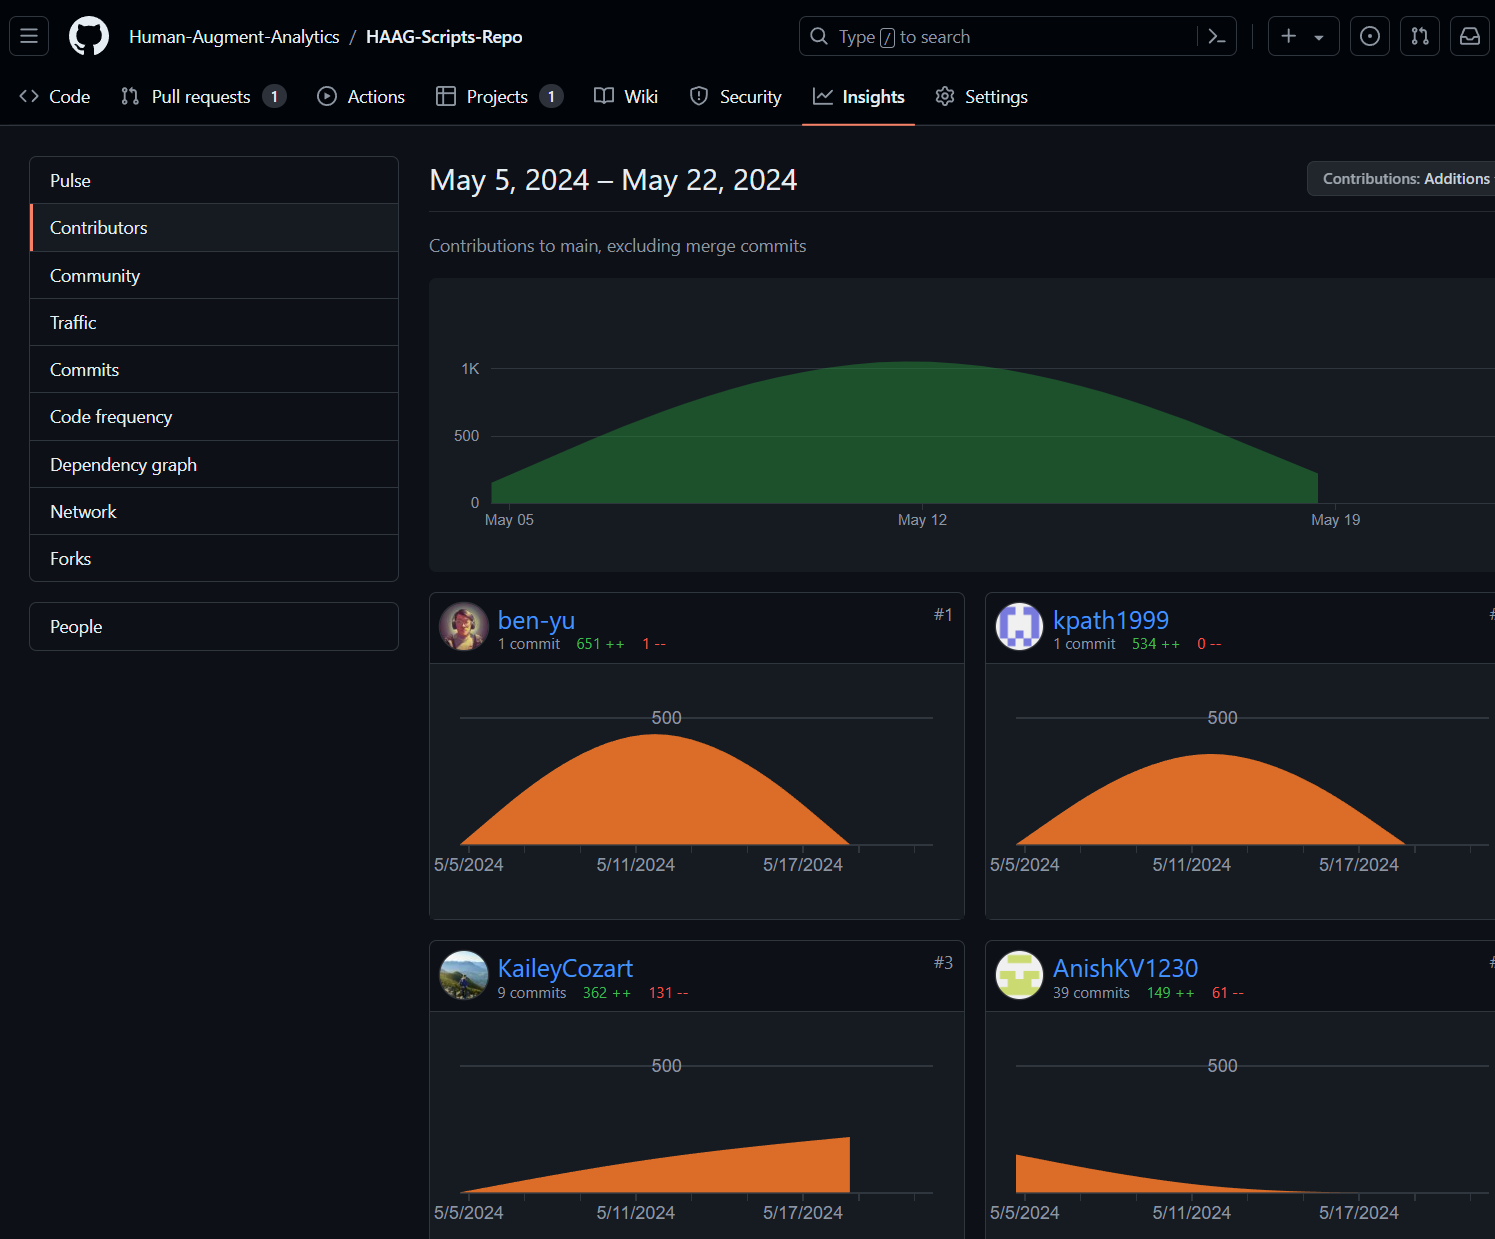 Human-Augment-Analytics / HAAG-Scripts-Repo
Type / to search
Code
Pull requests 1
Actions
Projects 1
Wiki
Security
Insights
Settings
Pulse
Contributors
Community
Traffic
Commits
Code frequency
Dependency graph
Network
Forks
People
May 5, 2024 – May 22, 2024
Contributions: Additions
Contributions to main, excluding merge commits
1K
500
0
May 05
May 12
May 19
ben-yu
#1
1 commit 651 ++ 1 --
500
5/5/2024 5/11/2024 5/17/2024
kpath1999
#
1 commit 534 ++ 0 --
500
5/5/2024 5/11/2024 5/17/2024
KaileyCozart
#3
9 commits 362 ++ 131 --
500
5/5/2024 5/11/2024 5/17/2024
AnishKV1230
#
39 commits 149 ++ 61 --
500
5/5/2024 5/11/2024 5/17/2024